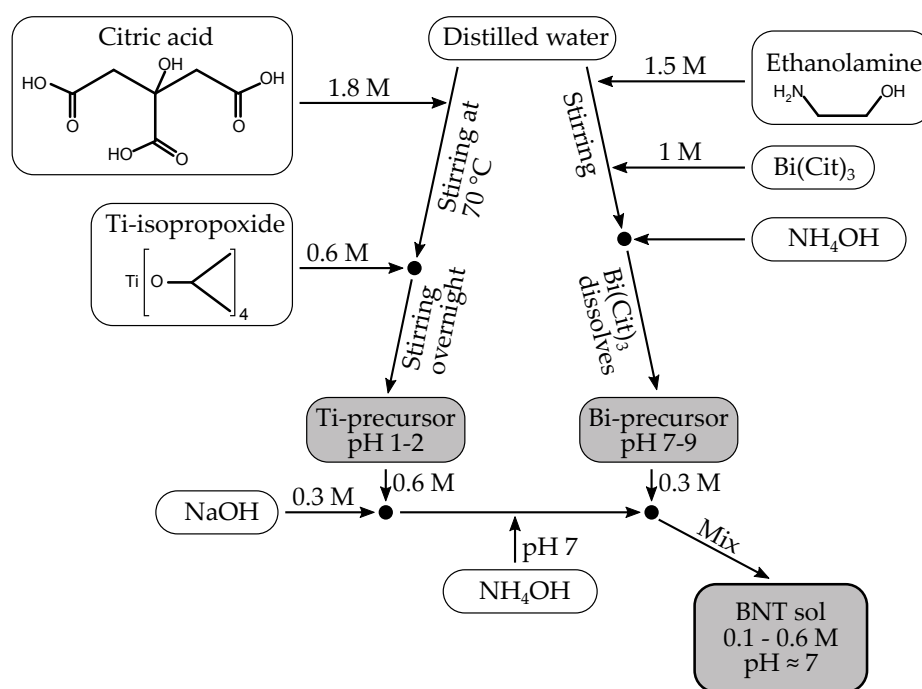 Citric acid
OH
HO
O
OH
O
HO
O
1.8 M
Distilled water
1.5 M
Ethanolamine
H₂N
OH
Stirring at
70 °C
Stirring
1 M
Bi(Cit)₃
Ti-isopropoxide
Ti
O
4
0.6 M
NH₄OH
Stirring
overnight
Bi(Cit)₃
dissolves
Ti-precursor
pH 1-2
Bi-precursor
pH 7-9
NaOH
0.3 M
0.6 M
0.3 M
pH 7
NH₄OH
Mix
BNT sol
0.1 - 0.6 M
pH ≈ 7